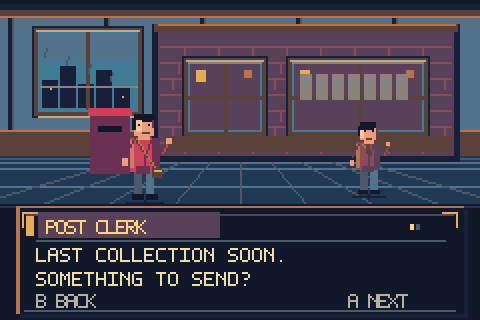 POST CLERK
LAST COLLECTION SOON.
SOMETHING TO SEND?
B BACK
A NEXT